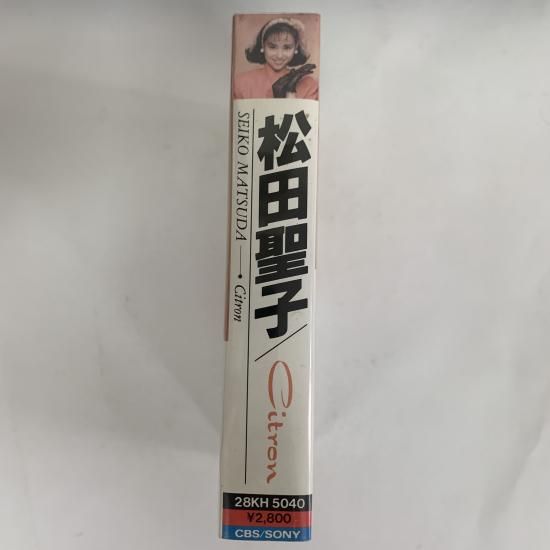 松田聖子/Citron
SEIKO MATSUDA—•Citron
28KH 5040
¥2,800
CBS/SONY